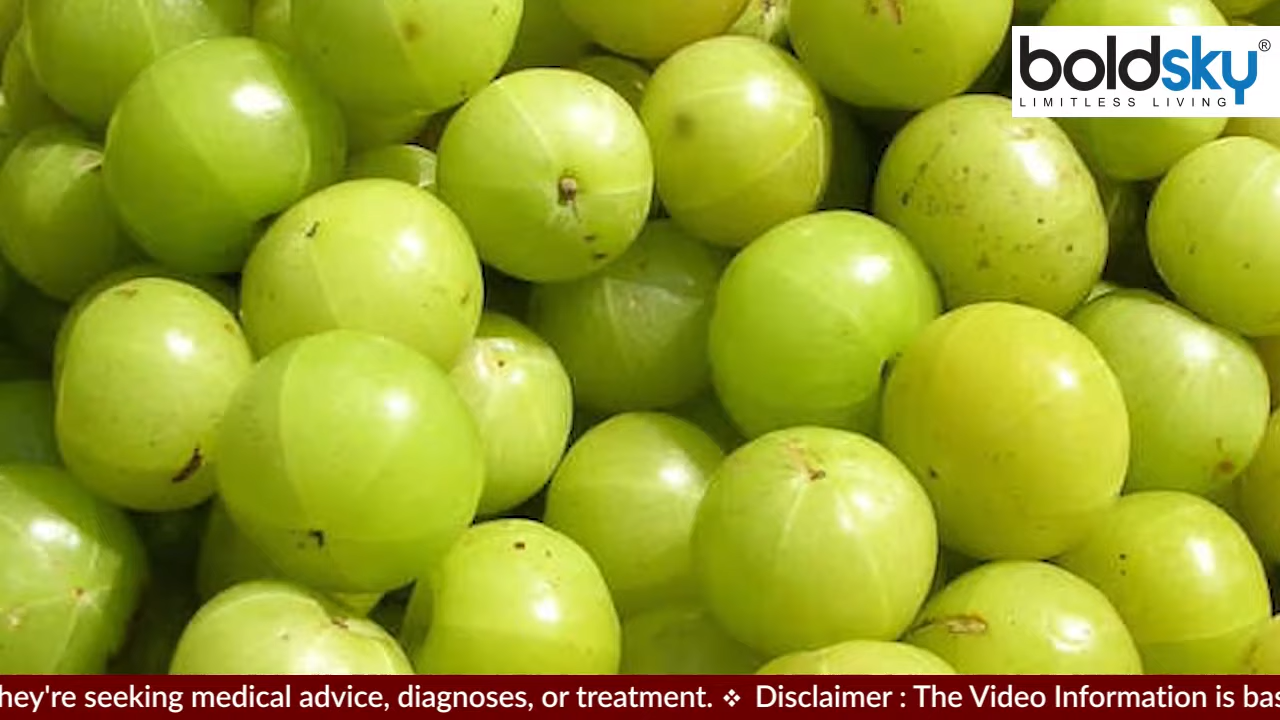 boldsky®
LIMITLESS LIVING
hey're seeking medical advice, diagnoses, or treatment. ❖ Disclaimer : The Video Information is bas